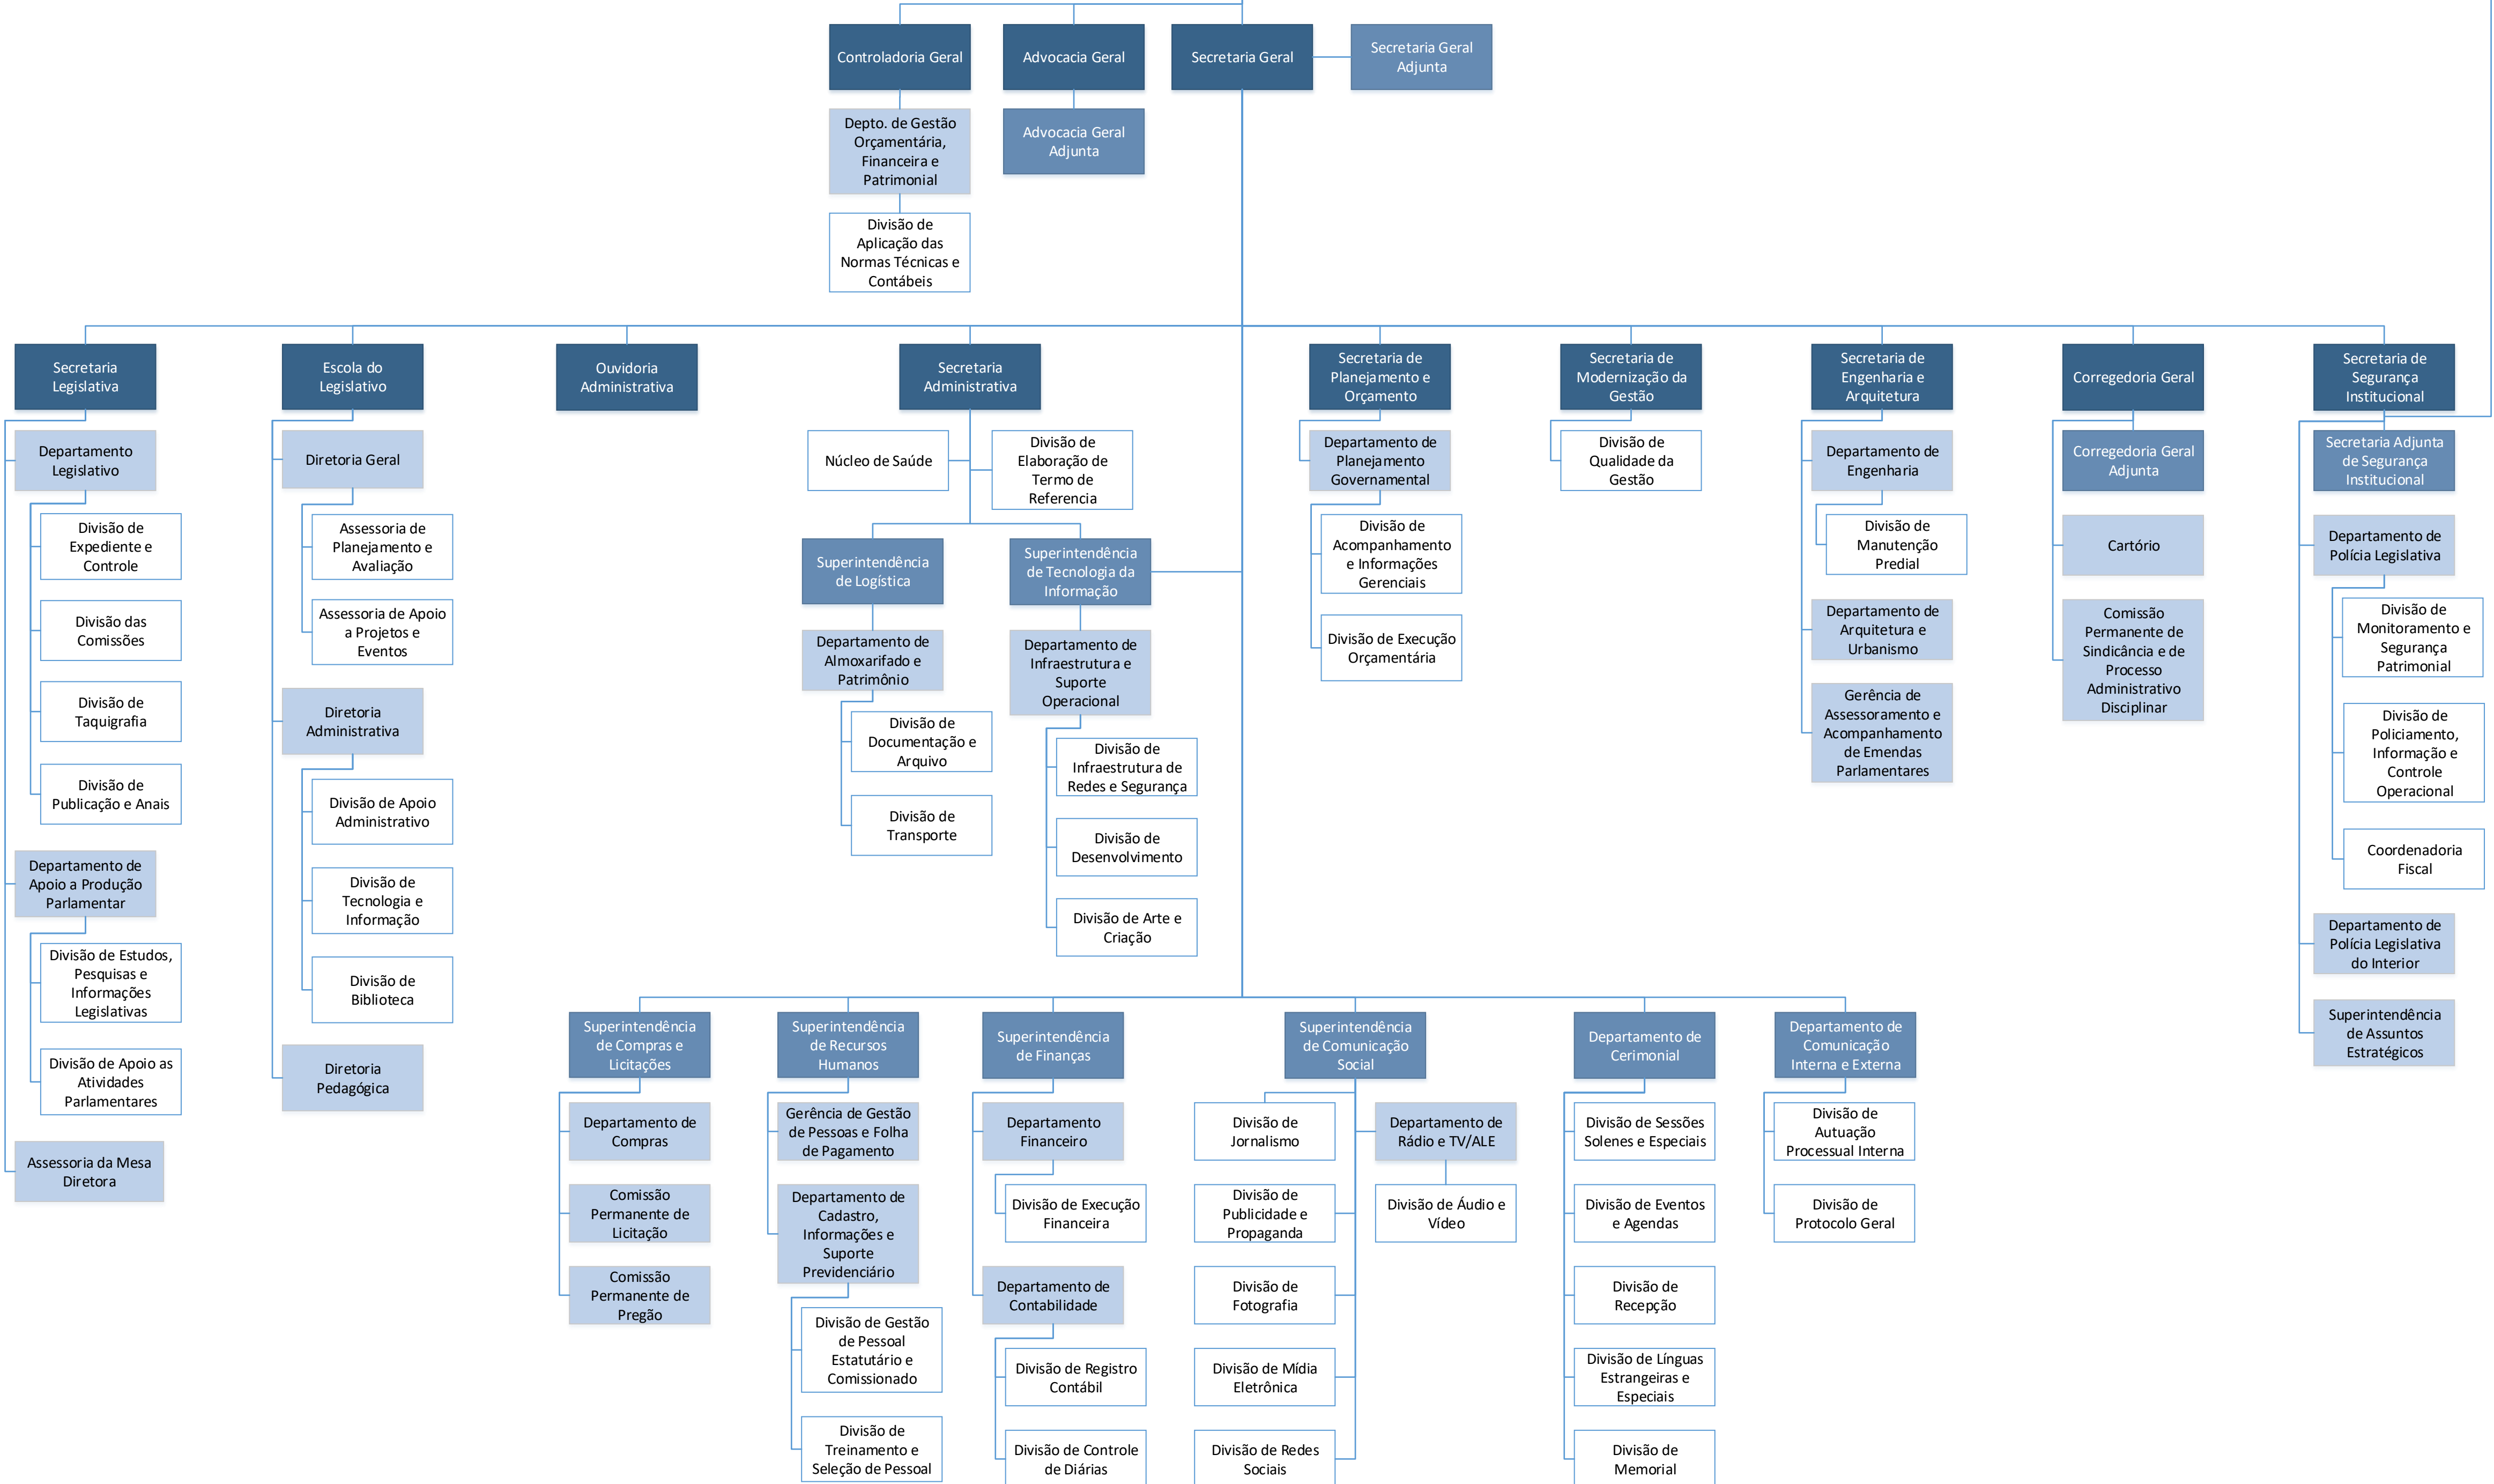 Controladoria Geral
Advocacia Geral
Secretaria Geral
Secretaria Geral
Adjunta
Depto. de Gestão
Orçamentária,
Financeira e
Patrimonial
Advocacia Geral
Adjunta
Divisão de
Aplicação das
Normas Técnicas e
Contábeis
Secretaria
Legislativa
Departamento
Legislativo
Divisão de
Expediente e
Controle
Divisão das
Comissões
Divisão de
Taquigrafia
Divisão de
Publicação e Anais
Departamento de
Apoio a Produção
Parlamentar
Divisão de Estudos,
Pesquisas e
Informações
Legislativas
Divisão de Apoio as
Atividades
Parlamentares
Assessoria da Mesa
Diretora
Escola do
Legislativo
Diretoria Geral
Assessoria de
Planejamento e
Avaliação
Assessoria de Apoio
a Projetos e
Eventos
Diretoria
Administrativa
Divisão de Apoio
Administrativo
Divisão de
Tecnologia e
Informação
Divisão de
Biblioteca
Diretoria
Pedagógica
Ouvidoria
Administrativa
Secretaria
Administrativa
Núcleo de Saúde
Divisão de
Elaboração de
Termo de
Referencia
Superintendência
de Logística
Departamento de
Almoxarifado e
Patrimônio
Divisão de
Documentação e
Arquivo
Divisão de
Transporte
Superintendência
de Tecnologia da
Informação
Departamento de
Infraestrutura e
Suporte
Operacional
Divisão de
Infraestrutura de
Redes e Segurança
Divisão de
Desenvolvimento
Divisão de Arte e
Criação
Secretaria de
Planejamento e
Orçamento
Departamento de
Planejamento
Governamental
Divisão de
Acompanhamento
e Informações
Gerenciais
Divisão de Execução
Orçamentária
Secretaria de
Modernização da
Gestão
Divisão de
Qualidade da
Gestão
Secretaria de
Engenharia e
Arquitetura
Departamento de
Engenharia
Divisão de
Manutenção
Predial
Departamento de
Arquitetura e
Urbanismo
Gerência de
Assessoramento e
Acompanhamento
de Emendas
Parlamentares
Corregedoria Geral
Corregedoria Geral
Adjunta
Cartório
Comissão
Permanente de
Sindicância e de
Processo
Administrativo
Disciplinar
Secretaria de
Segurança
Institucional
Secretaria Adjunta
de Segurança
Institucional
Departamento de
Polícia Legislativa
Divisão de
Monitoramento e
Segurança
Patrimonial
Divisão de
Policiamento,
Informação e
Controle
Operacional
Coordenadoria
Fiscal
Departamento de
Polícia Legislativa
do Interior
Superintendência
de Assuntos
Estratégicos
Superintendência
de Compras e
Licitações
Departamento de
Compras
Comissão
Permanente de
Licitação
Comissão
Permanente de
Pregão
Superintendência
de Recursos
Humanos
Gerência de Gestão
de Pessoas e Folha
de Pagamento
Departamento de
Cadastro,
Informações e
Suporte
Previdenciário
Divisão de Gestão
de Pessoal
Estatutário e
Comissionado
Divisão de
Treinamento e
Seleção de Pessoal
Superintendência
de Finanças
Departamento
Financeiro
Divisão de Execução
Financeira
Departamento de
Contabilidade
Divisão de Registro
Contábil
Divisão de Controle
de Diárias
Superintendência
de Comunicação
Social
Divisão de
Jornalismo
Departamento de
Rádio e TV/ALE
Divisão de
Publicidade e
Propaganda
Divisão de Áudio e
Vídeo
Divisão de
Fotografia
Divisão de Mídia
Eletrônica
Divisão de Redes
Sociais
Departamento de
Cerimonial
Divisão de Sessões
Solenes e Especiais
Divisão de Eventos
e Agendas
Divisão de
Recepção
Divisão de Línguas
Estrangeiras e
Especiais
Divisão de
Memorial
Departamento de
Comunicação
Interna e Externa
Divisão de
Autuação
Processual Interna
Divisão de
Protocolo Geral